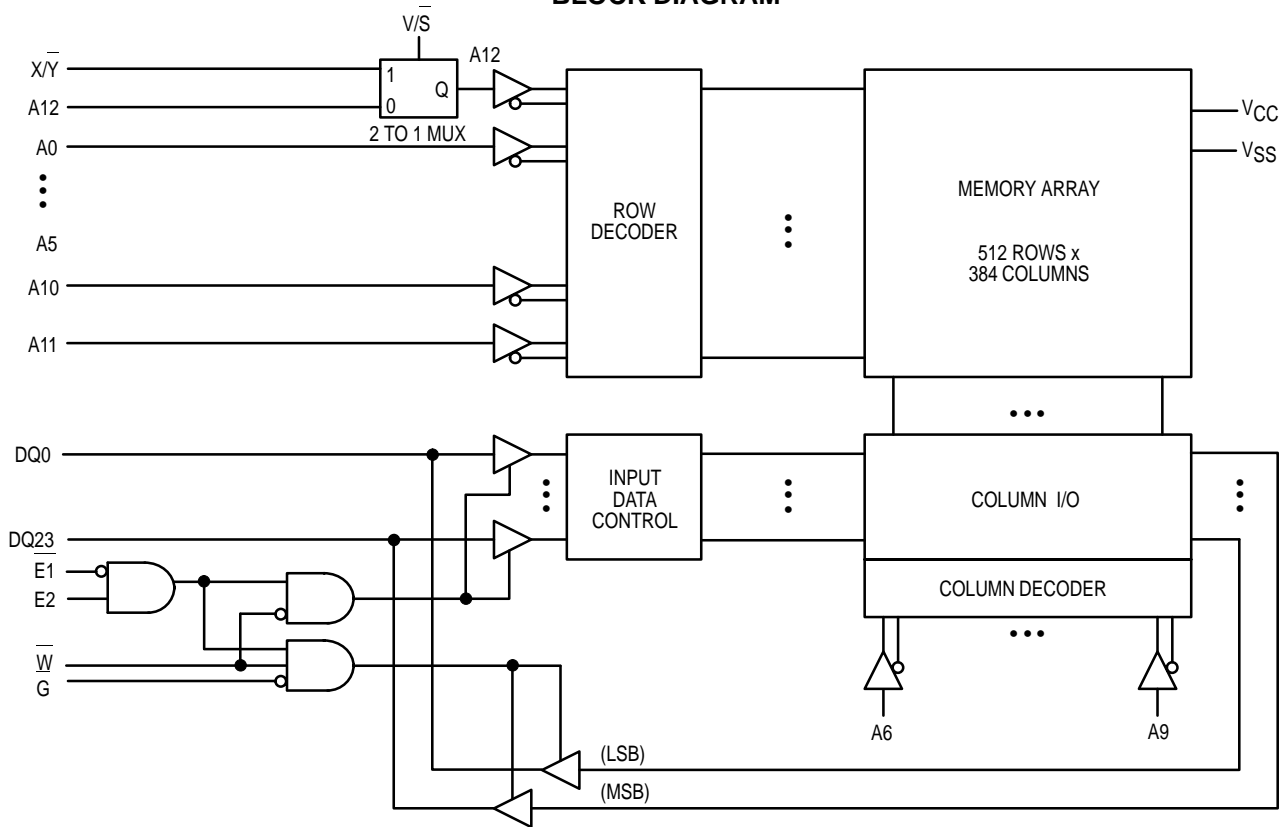 BLOCK DIAGRAM
V/S̅
X/Y̅
A12
1
Q
A12
0
2 TO 1 MUX
A0
A5
A10
A11
ROW
DECODER
MEMORY ARRAY
512 ROWS x
384 COLUMNS
VCC
VSS
DQ0
DQ23
INPUT
DATA
CONTROL
COLUMN I/O
COLUMN DECODER
E̅1̅
E2
W̅
G̅
A6
A9
(LSB)
(MSB)